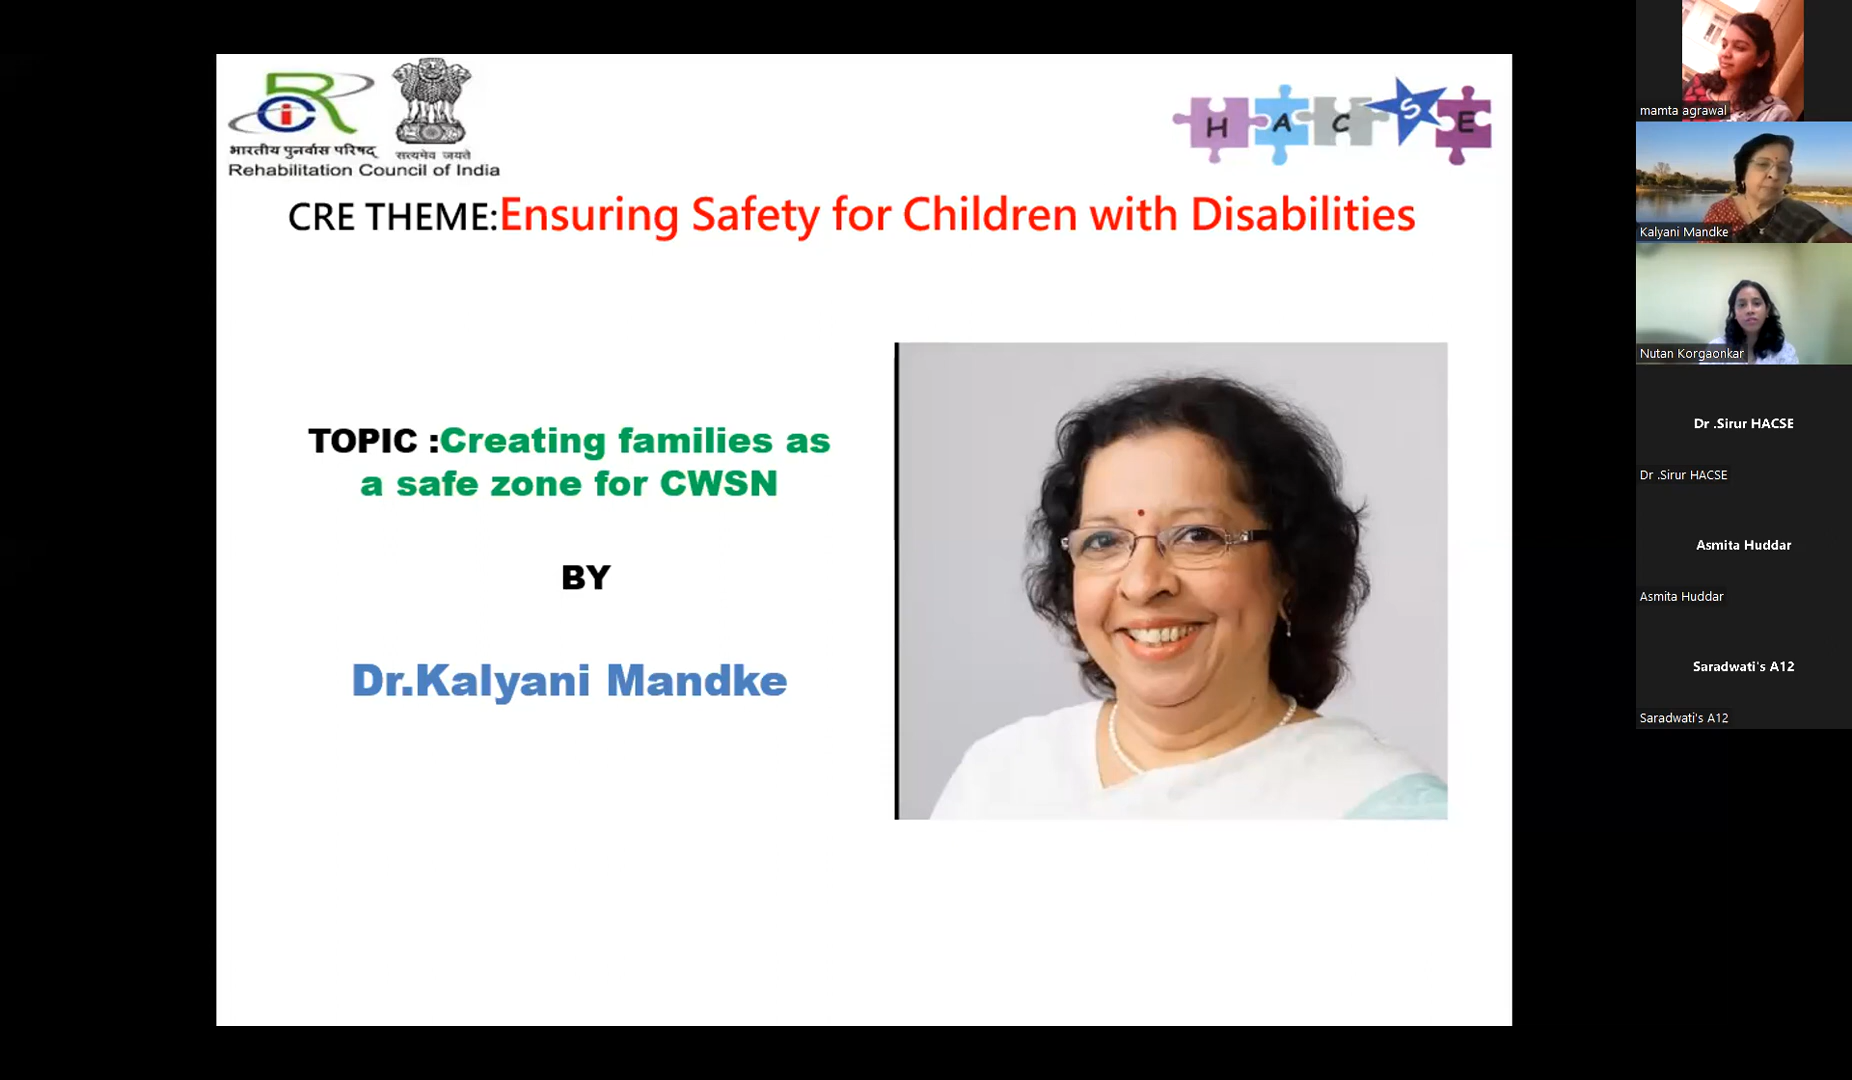 भारतीय पुनर्वास परिषद्
सत्यमेव जयते
Rehabilitation Council of India
H A C S E
CRE THEME:Ensuring Safety for Children with Disabilities
TOPIC :Creating families as
a safe zone for CWSN
BY
Dr.Kalyani Mandke
mamta agrawal
Kalyani Mandke
Nutan Korgaonkar
Dr .Sirur HACSE
Dr .Sirur HACSE
Asmita Huddar
Asmita Huddar
Saradwati's A12
Saradwati's A12